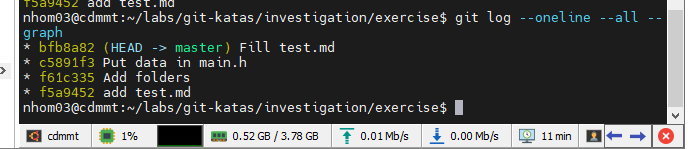 f5a9452 add test.md
nhom03@cdmmt:~/labs/git-katas/investigation/exercise$ git log --oneline --all --
graph
* bfb8a82 (HEAD -> master) Fill test.md
* c5891f3 Put data in main.h
* f61c335 Add folders
* f5a9452 add test.md
nhom03@cdmmt:~/labs/git-katas/investigation/exercise$
cdmmt 1% 0.52 GB / 3.78 GB 0.01 Mb/s 0.00 Mb/s 11 min